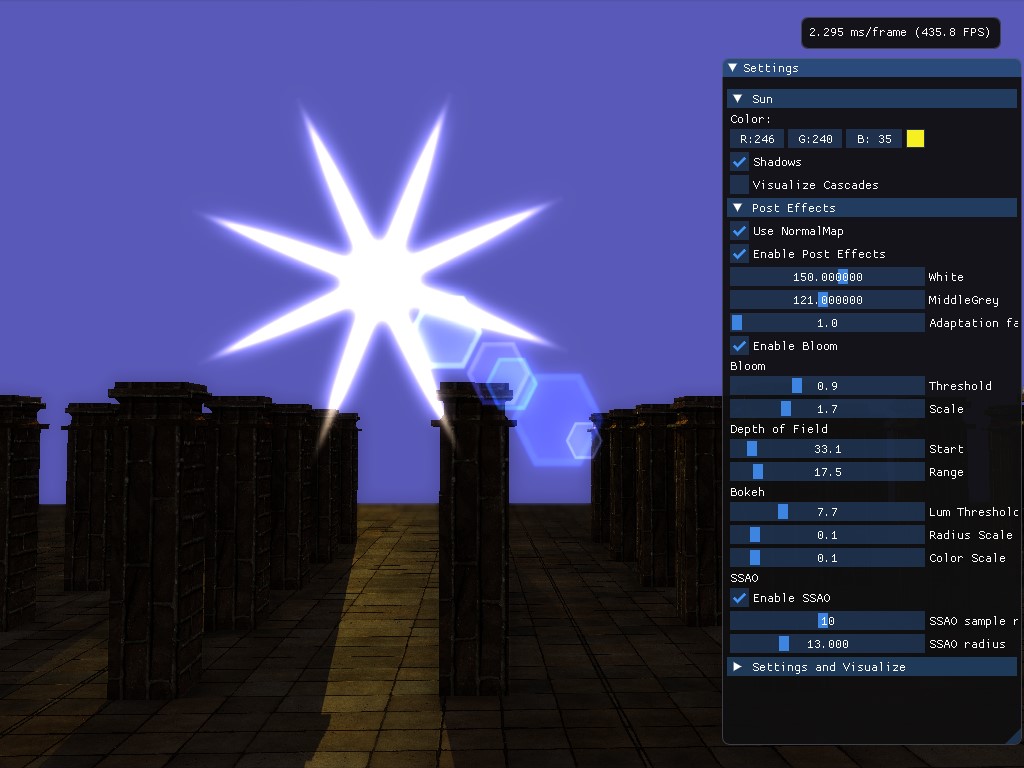 2.295 ms/frame (435.8 FPS)
Settings
Sun
Color:
R:246 G:240 B: 35
Shadows
Visualize Cascades
Post Effects
Use NormalMap
Enable Post Effects
150.000000 White
121.000000 MiddleGrey
1.0 Adaptation fa
Enable Bloom
Bloom
0.9 Threshold
1.7 Scale
Depth of Field
33.1 Start
17.5 Range
Bokeh
7.7 Lum Threshold
0.1 Radius Scale
0.1 Color Scale
SSAO
Enable SSAO
10 SSAO sample r
13.000 SSAO radius
Settings and Visualize